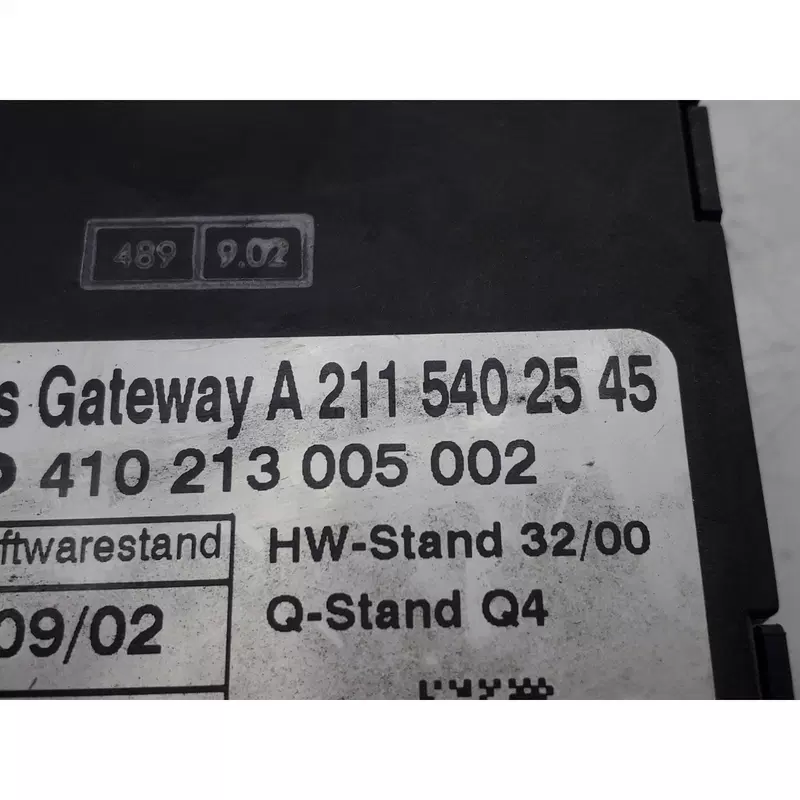 489 9.02
s Gateway A 211 540 25 45
P 410 213 005 002
ftwarestand
HW-Stand 32/00
09/02
Q-Stand Q4